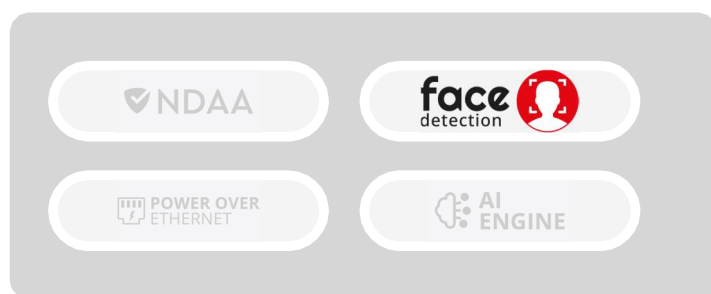 NDAA
face
detection
POWER OVER
ETHERNET
AI
ENGINE